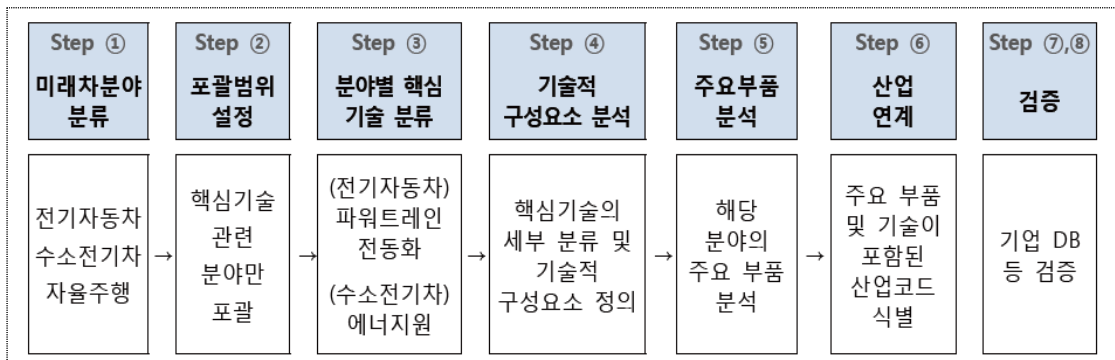 Step ①
미래차분야
분류
Step ②
포괄범위
설정
Step ③
분야별 핵심
기술 분류
Step ④
기술적
구성요소 분석
Step ⑤
주요부품
분석
Step ⑥
산업
연계
Step ⑦,⑧
검증
전기자동차
수소전기차
자율주행
→
핵심기술
관련
분야만
포괄
→
(전기자동차)
파워트레인
전동화
(수소전기차)
에너지원
→
핵심기술의
세부 분류 및
기술적
구성요소 정의
→
해당
분야의
주요 부품
분석
→
주요 부품
및 기술이
포함된
산업코드
식별
→
기업 DB
등 검증